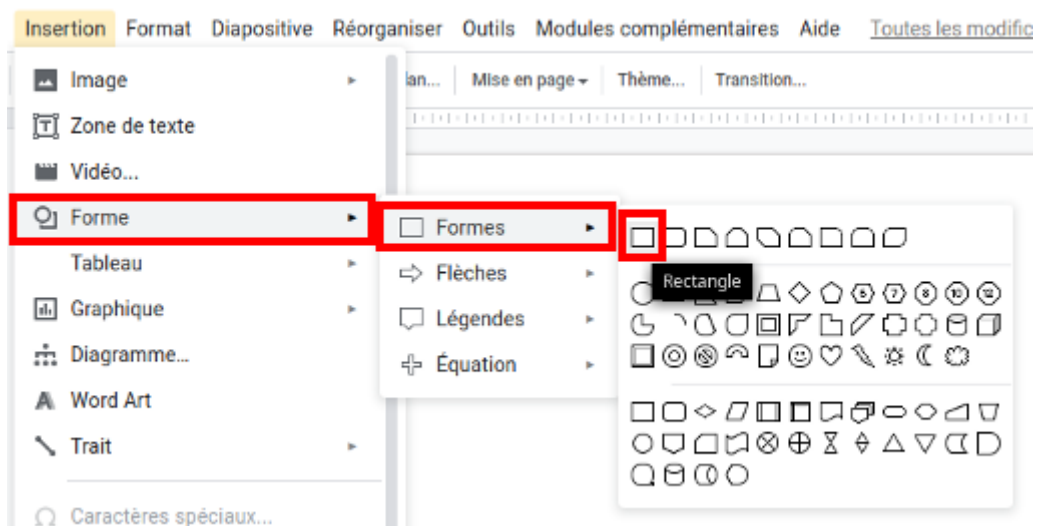 Insertion Format Diapositive Réorganiser Outils Modules complémentaires Aide Toutes les modific
Image
lan... Mise en page Thème... Transition...
Zone de texte
Vidéo...
Forme
Formes
Rectangle
Tableau
Flèches
Graphique
Légendes
Diagramme...
Équation
Word Art
Trait
Caractères spéciaux...